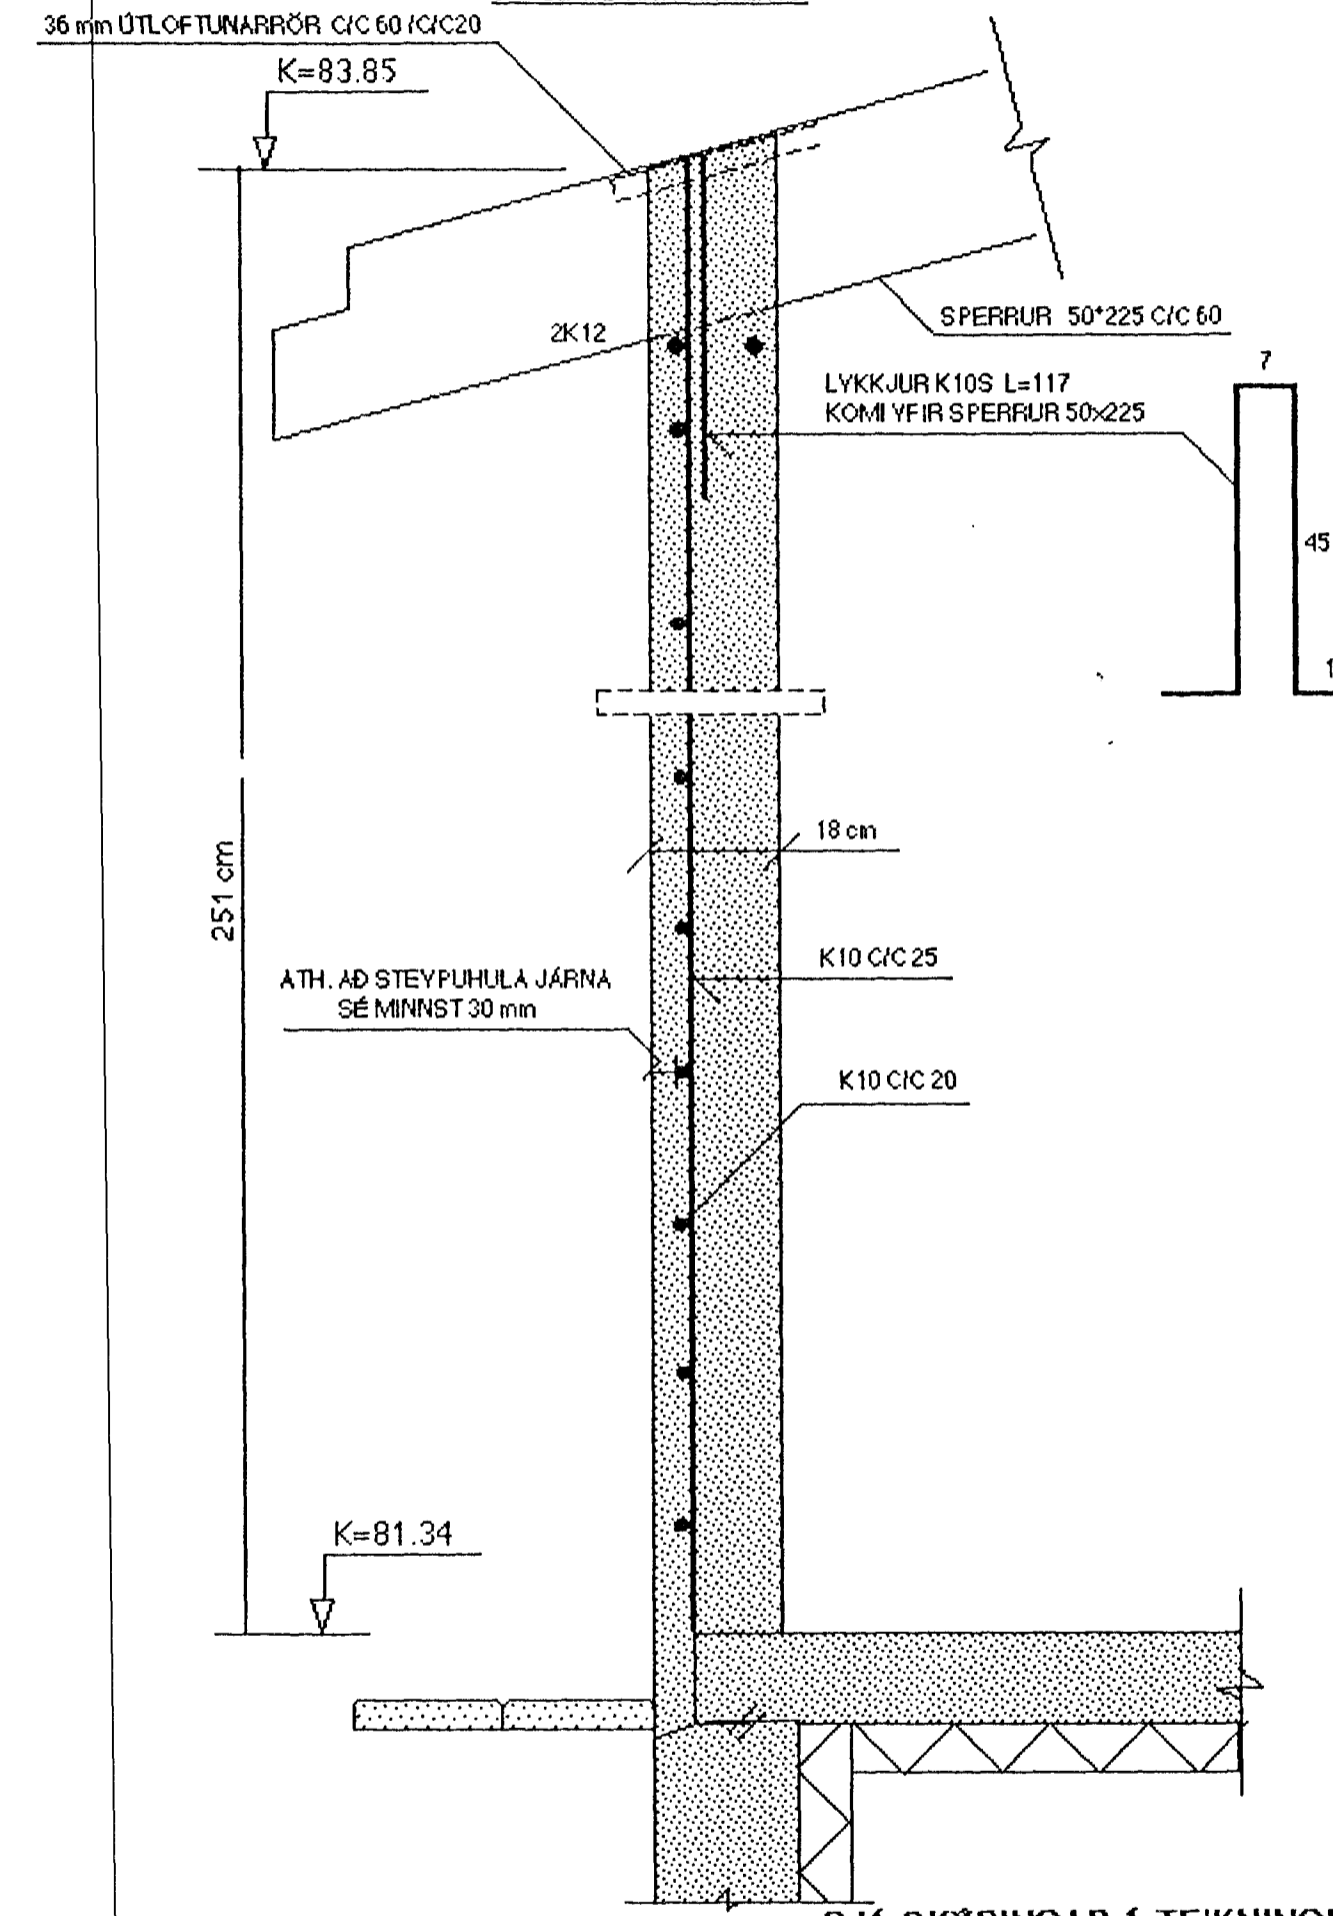 36 mm ÚTLOFTUNARRÖR C/C 60 /C/C20
K=83.85
2K12
SPERRUR 50*225 C/C 60
7
LYKKJUR K10S L=117
KOMI YFIR SPERRUR 50x225
45
1
18 cm
251 cm
K10 C/C 25
ATH. AÐ STEYPUHULA JÁRNA
SÉ MINNST 30 mm
K10 C/C 20
K=81.34